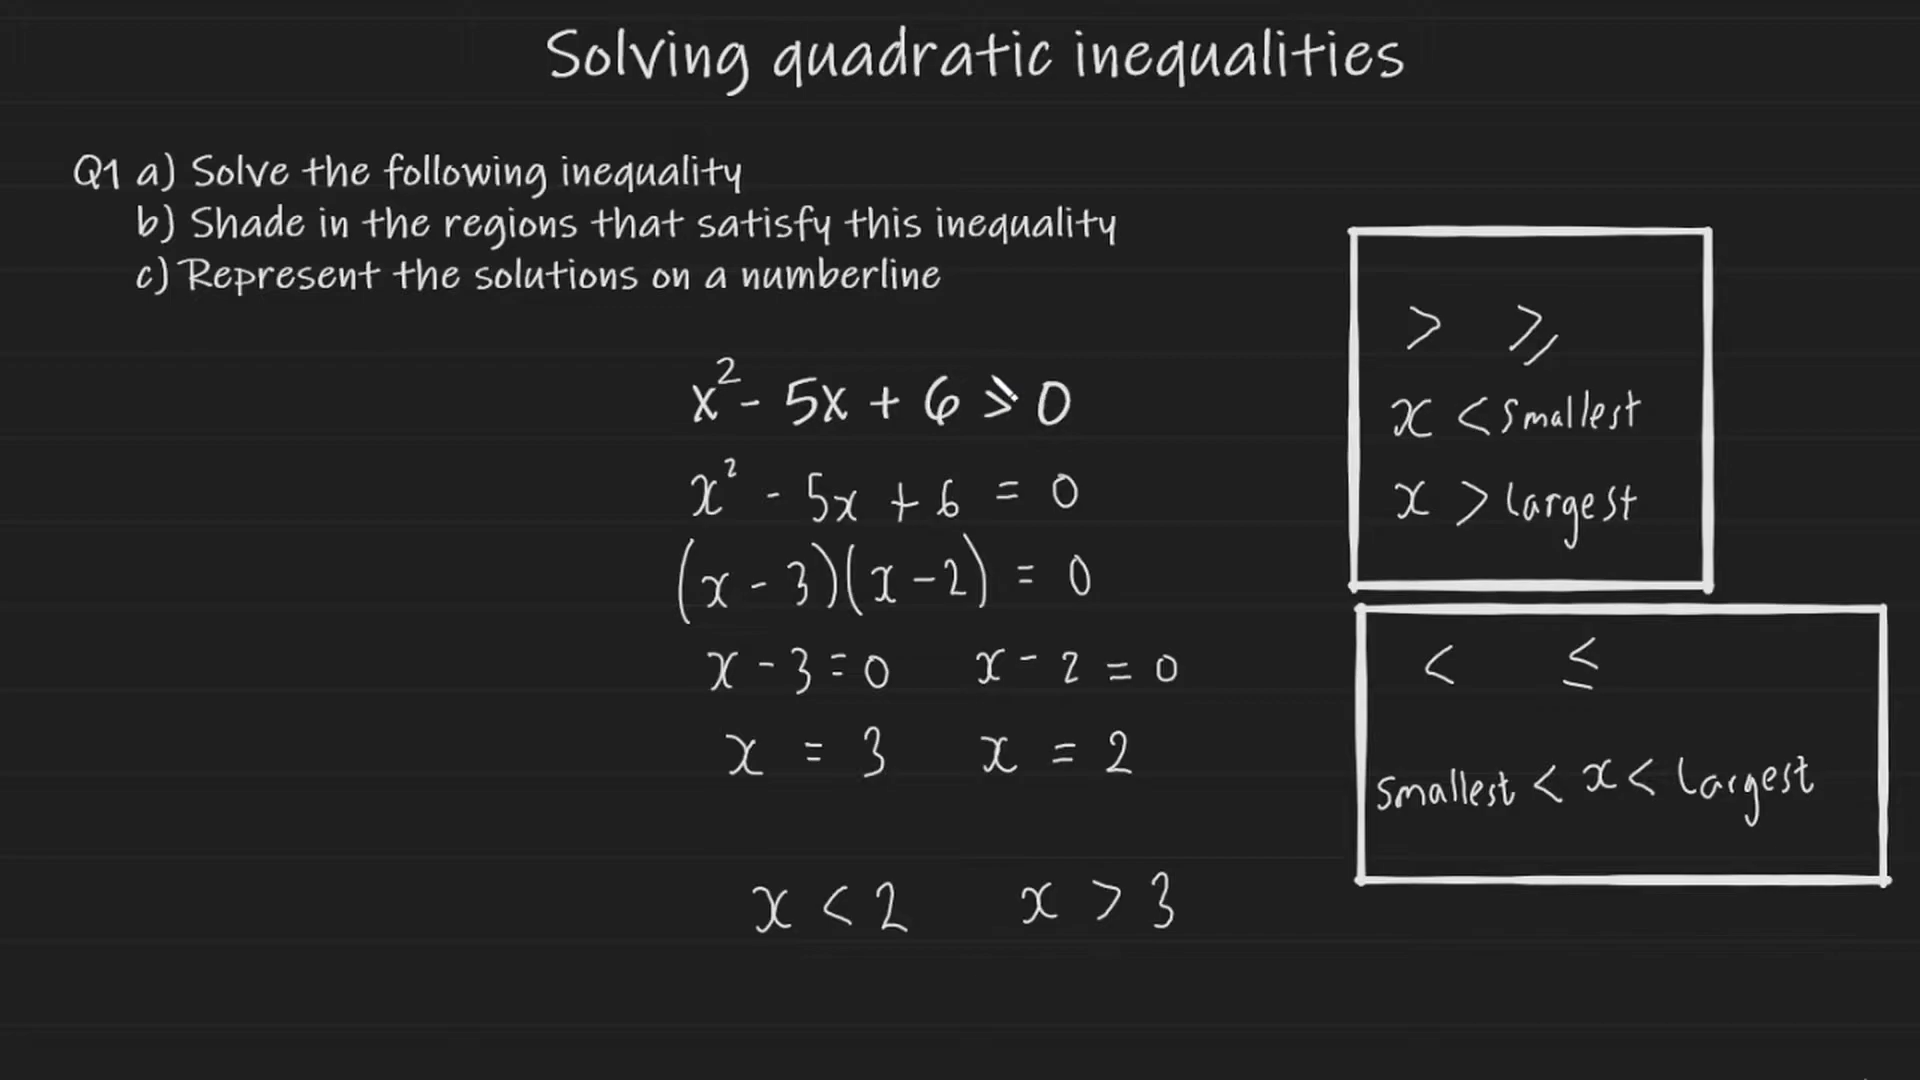 Solving quadratic inequalities
Q1 a) Solve the following inequality
b) Shade in the regions that satisfy this inequality
c) Represent the solutions on a numberline
x² - 5x + 6 ⩾ 0
x² - 5x + 6 = 0
(x - 3)(x - 2) = 0
x - 3 = 0 x - 2 = 0
x = 3 x = 2
x < 2 x > 3
> ⩾
x < smallest
x > largest
< ≤
smallest < x < largest